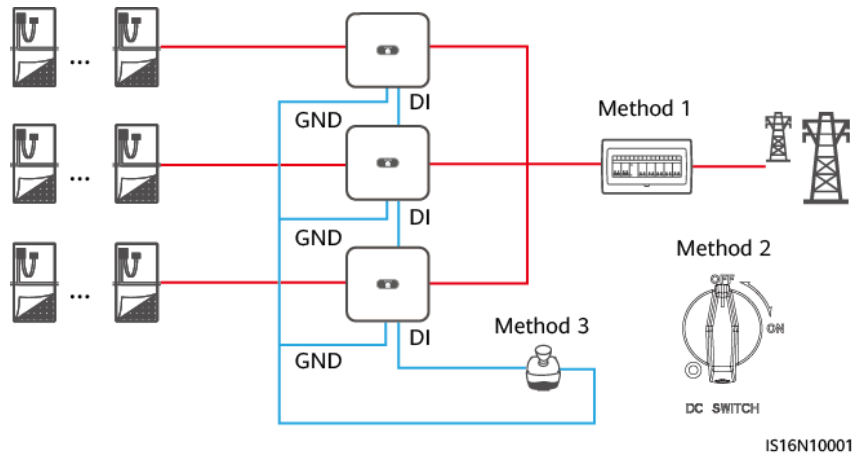 DI
GND
Method 1
DI
GND
Method 2
OFF
ON
Method 3
DI
GND
DC SWITCH
IS16N10001